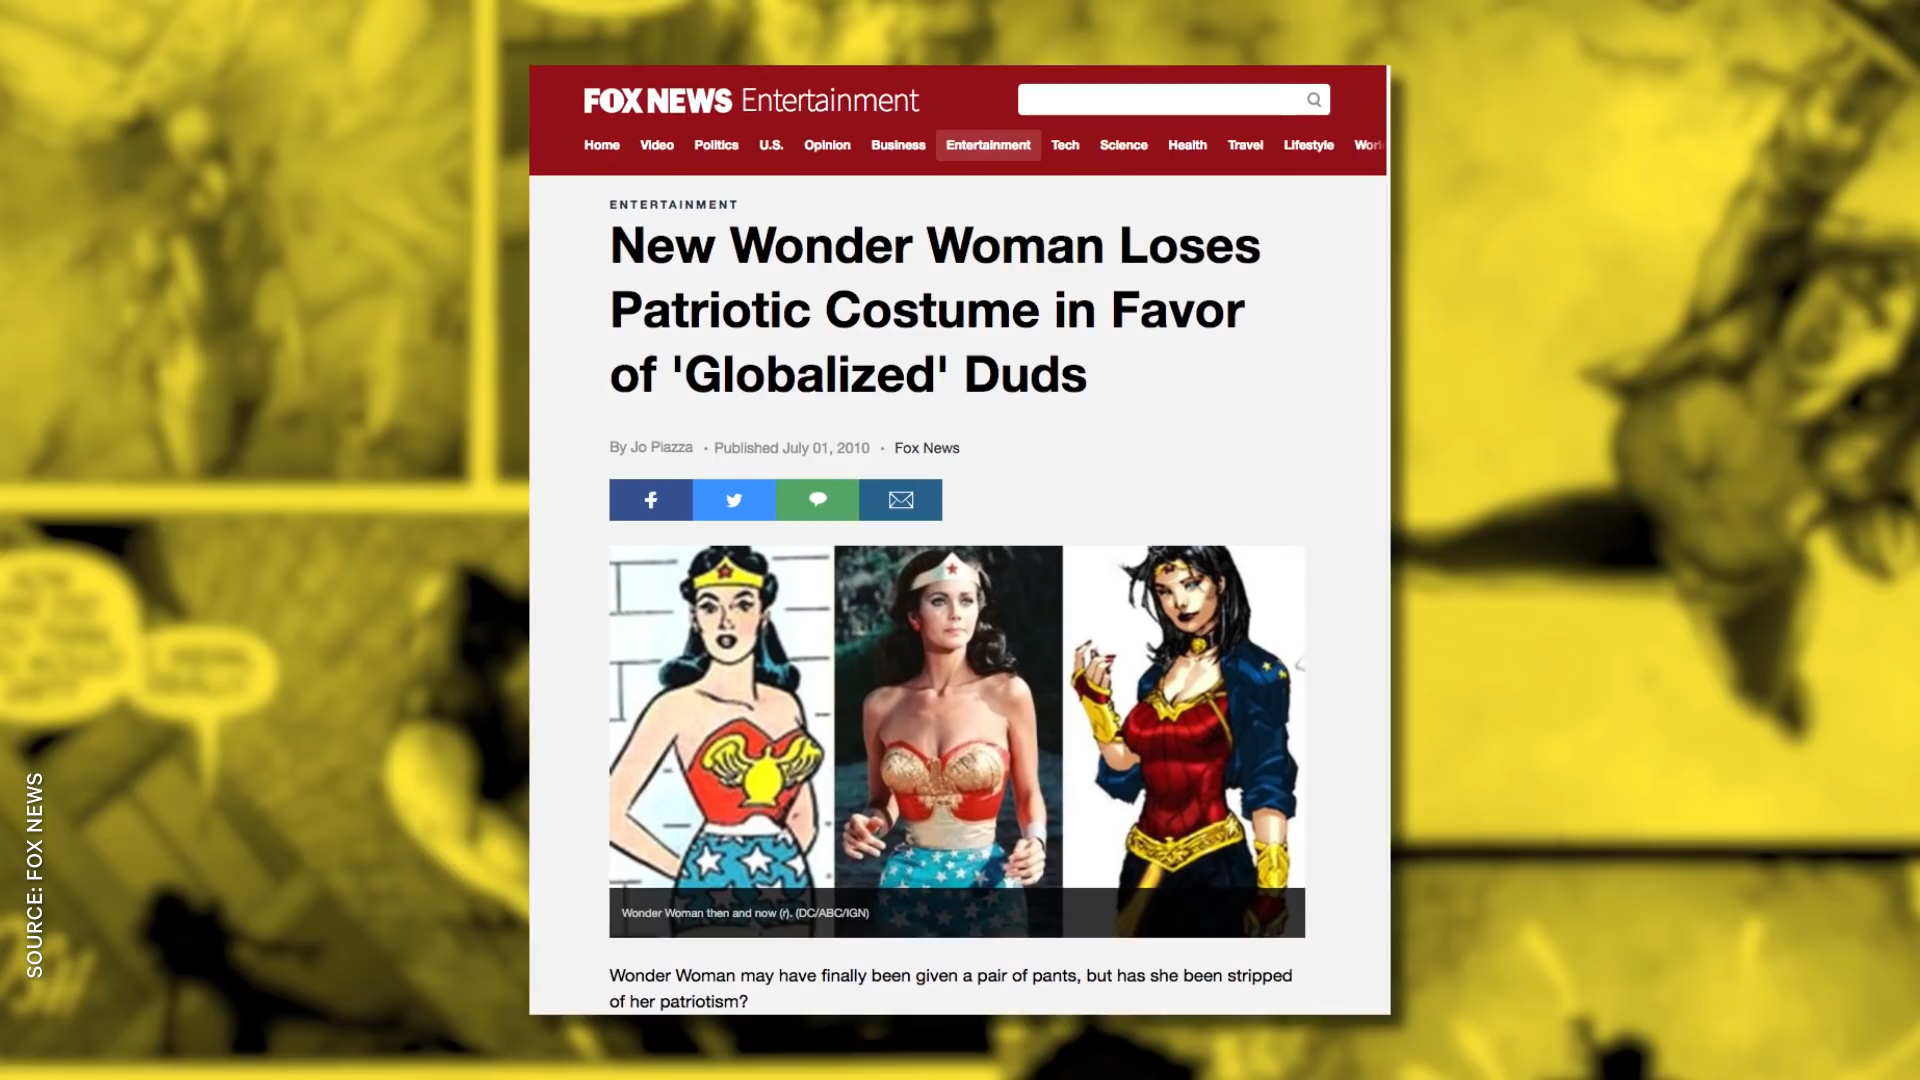 FOX NEWS Entertainment
Home Video Politics U.S. Opinion Business Entertainment Tech Science Health Travel Lifestyle
ENTERTAINMENT
New Wonder Woman Loses
Patriotic Costume in Favor
of 'Globalized' Duds
By Jo Piazza · Published July 01, 2010 · Fox News
Wonder Woman then and now (r). (DC/ABC/IGN)
Wonder Woman may have finally been given a pair of pants, but has she been stripped
of her patriotism?
SOURCE: FOX NEWS